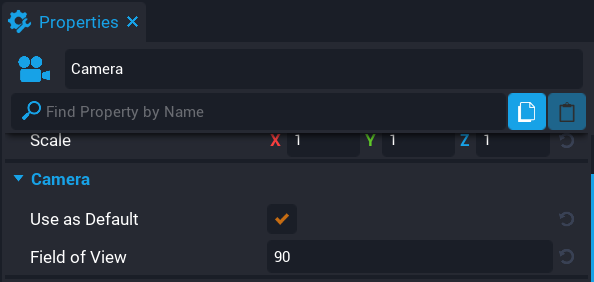 Properties
Camera
Find Property by Name
Scale X 1 Y 1 Z 1
Camera
Use as Default
Field of View 90